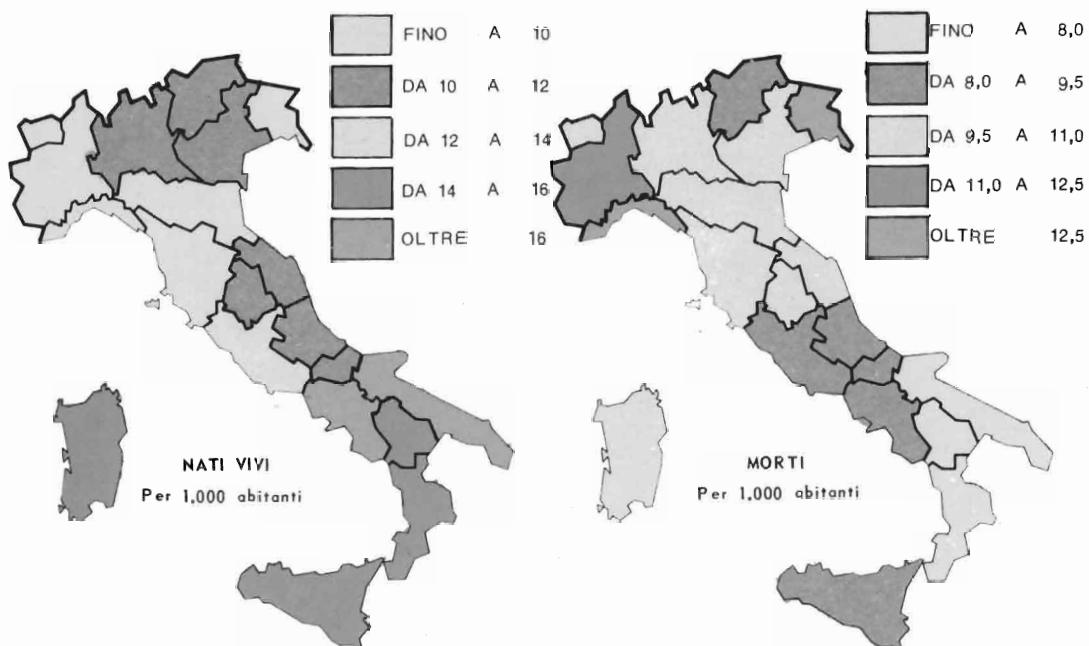 FINO A 10
DA 10 A 12
DA 12 A 14
DA 14 A 16
OLTRE 16
NATI VIVI
Per 1.000 abitanti
FINO A 8,0
DA 8,0 A 9,5
DA 9,5 A 11,0
DA 11,0 A 12,5
OLTRE 12,5
MORTI
Per 1.000 abitanti